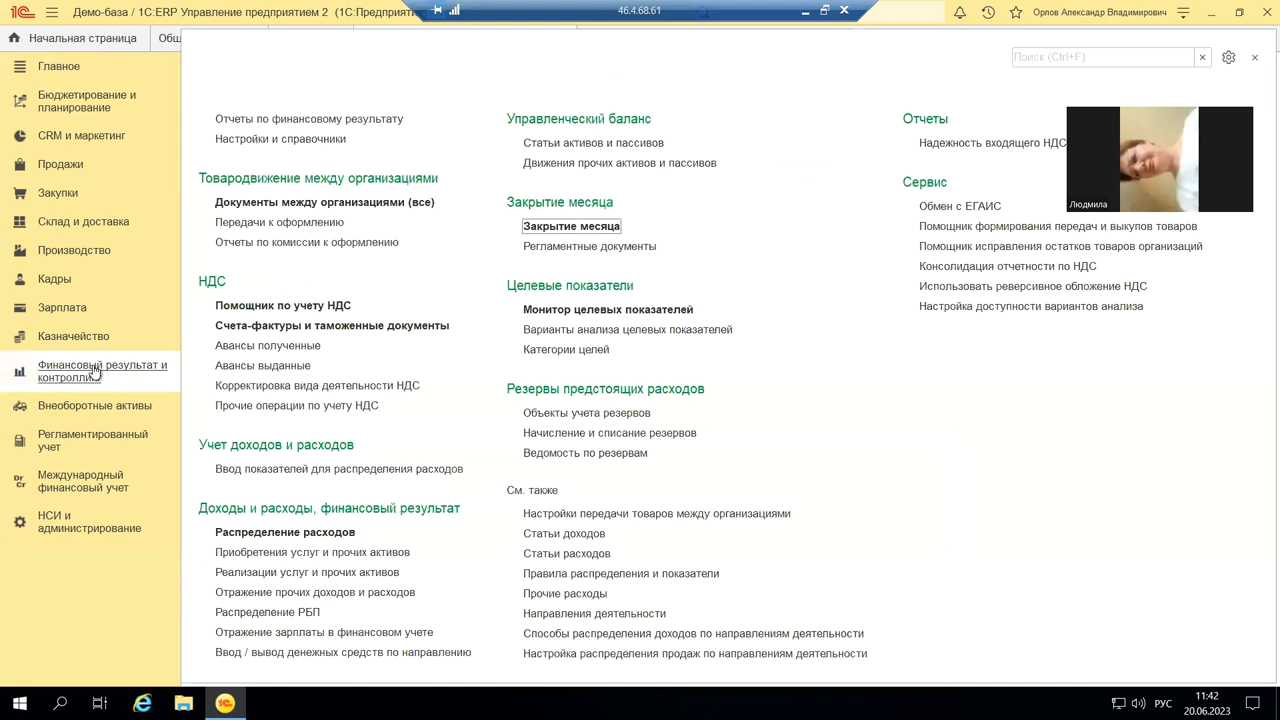 Демо-база / 1С:ERP Управление предприятием 2 (1С:Предприятие
46.4.68.61
Орлов Александр Владимирович
Начальная страница
Общ
Поиск (Ctrl+F)
Главное
Бюджетирование и
планирование
CRM и маркетинг
Продажи
Закупки
Склад и доставка
Производство
Кадры
Зарплата
Казначейство
Финансовый результат и
Внеоборотные активы
Регламентированный
учет
Международный
финансовый учет
НСИ и
администрирование
Отчеты по финансовому результату
Настройки и справочники
Товародвижение между организациями
Документы между организациями (все)
Передачи к оформлению
Отчеты по комиссии к оформлению
НДС
Помощник по учету НДС
Счета-фактуры и таможенные документы
Авансы полученные
Авансы выданные
Корректировка вида деятельности НДС
Прочие операции по учету НДС
Учет доходов и расходов
Ввод показателей для распределения расходов
Доходы и расходы, финансовый результат
Распределение расходов
Приобретения услуг и прочих активов
Реализации услуг и прочих активов
Отражение прочих доходов и расходов
Распределение РБП
Отражение зарплаты в финансовом учете
Ввод / вывод денежных средств по направлению
Управленческий баланс
Статьи активов и пассивов
Движения прочих активов и пассивов
Закрытие месяца
Закрытие месяца
Регламентные документы
Целевые показатели
Монитор целевых показателей
Варианты анализа целевых показателей
Категории целей
Резервы предстоящих расходов
Объекты учета резервов
Начисление и списание резервов
Ведомость по резервам
См. также
Настройки передачи товаров между организациями
Статьи доходов
Статьи расходов
Правила распределения и показатели
Прочие расходы
Направления деятельности
Способы распределения доходов по направлениям деятельности
Настройка распределения продаж по направлениям деятельности
Отчеты
Надежность входящего НДС
Людмила
Сервис
Обмен с ЕГАИС
Помощник формирования передач и выкупов товаров
Помощник исправления остатков товаров организаций
Консолидация отчетности по НДС
Использовать реверсивное обложение НДС
Настройка доступности вариантов анализа
РУС
11:42
20.06.2023